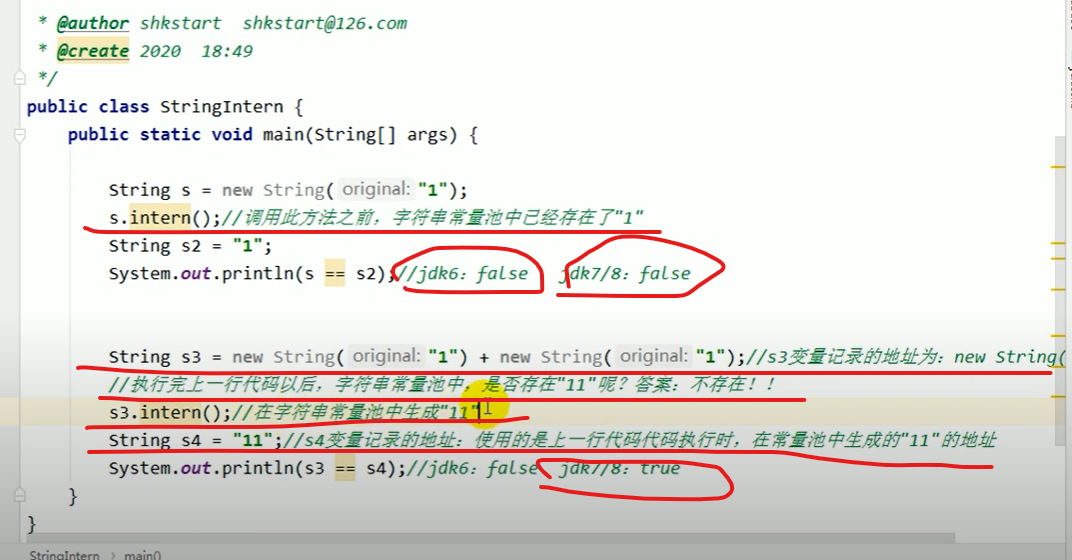 * @author shkstart  shkstart@126.com
* @create 2020  18:49
*/
public class StringIntern {
public static void main(String[] args) {
String s = new String( original: "1");
s.intern();//调用此方法之前，字符串常量池中已经存在了"1"
String s2 = "1";
System.out.println(s == s2);//jdk6：false   jdk7/8：false
String s3 = new String( original: "1") + new String( original: "1");//s3变量记录的地址为：new String(
//执行完上一行代码以后，字符串常量池中，是否存在"11"呢？答案：不存在！！
s3.intern();//在字符串常量池中生成"11"
String s4 = "11";//s4变量记录的地址：使用的是上一行代码代码执行时，在常量池中生成的"11"的地址
System.out.println(s3 == s4);//jdk6：false  jdk7/8：true
}
}
StringIntern > main()